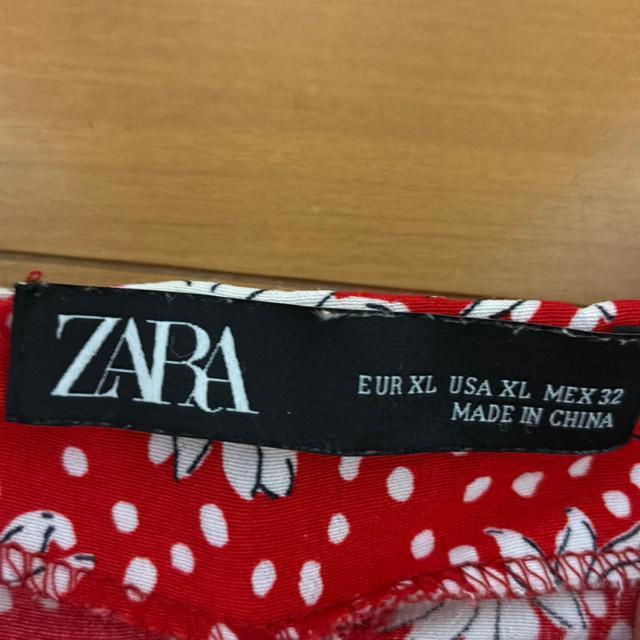 ZARA
EUR XL USA XL MEX 32
MADE IN CHINA